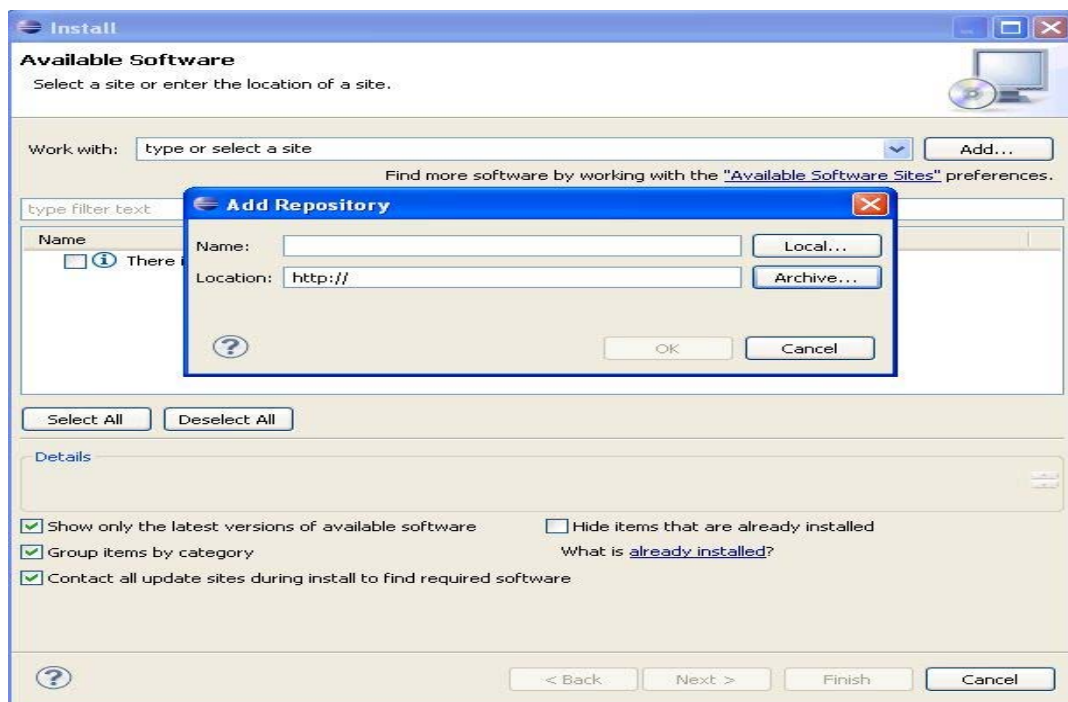 Install
Available Software
Select a site or enter the location of a site.
Work with: type or select a site Add...
Find more software by working with the "Available Software Sites" preferences.
type filter text
Add Repository
Name
There i
Name: Local...
Location: http:// Archive...
OK Cancel
Select All Deselect All
Details
Show only the latest versions of available software Hide items that are already installed
Group items by category What is already installed?
Contact all update sites during install to find required software
< Back Next > Finish Cancel